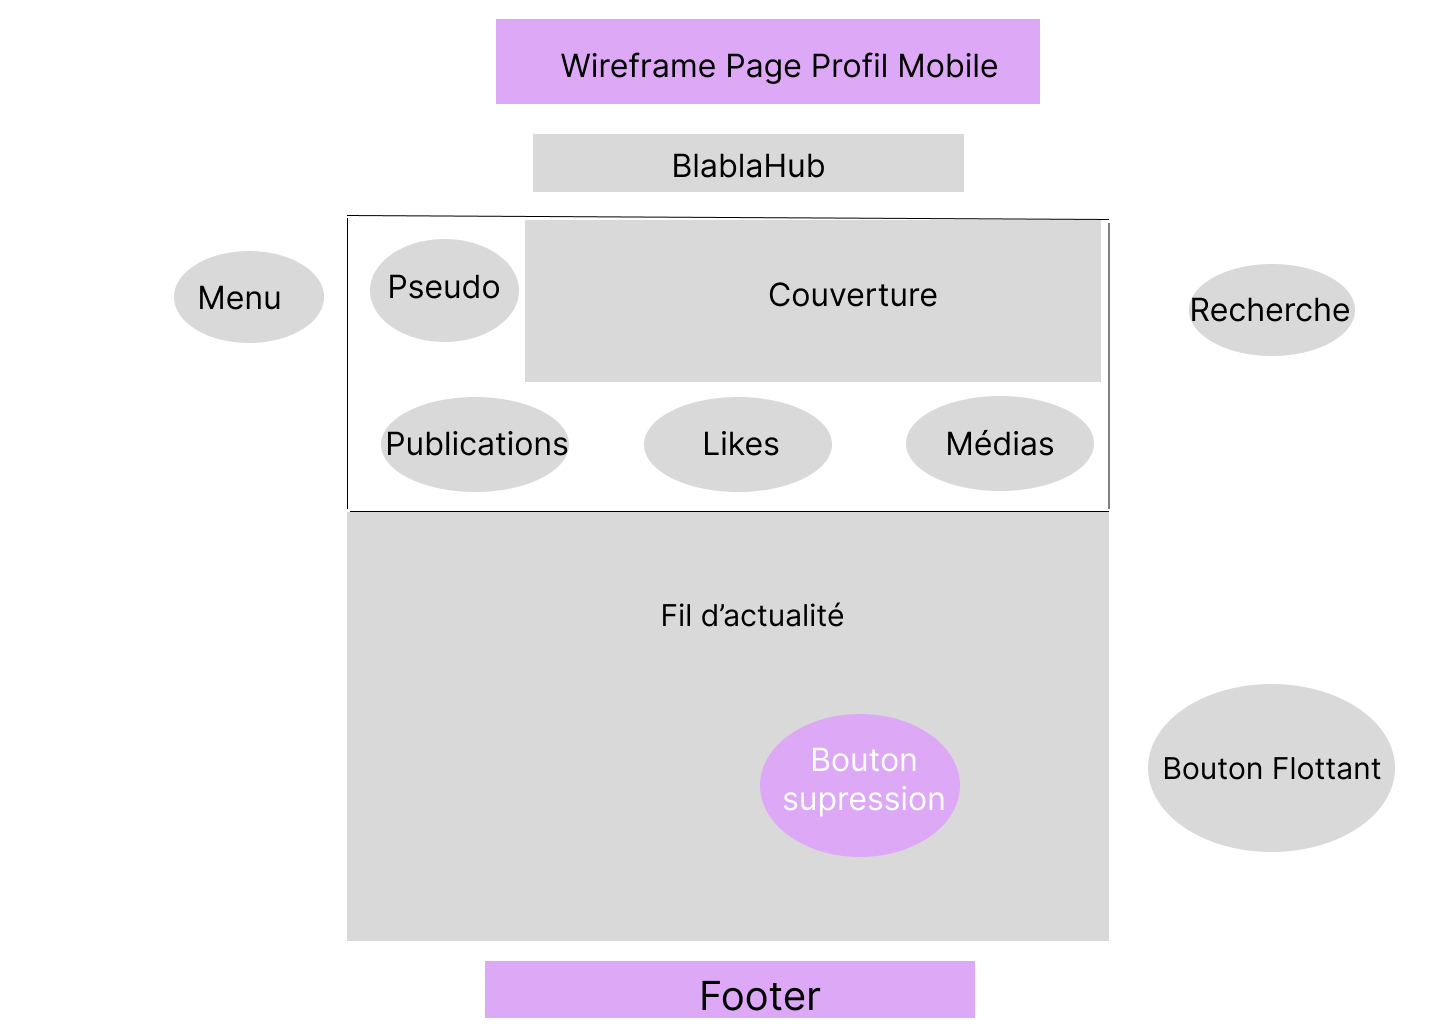 Wireframe Page Profil Mobile
BlablaHub
Menu
Pseudo
Couverture
Recherche
Publications
Likes
Médias
Fil d’actualité
Bouton
supression
Bouton Flottant
Footer